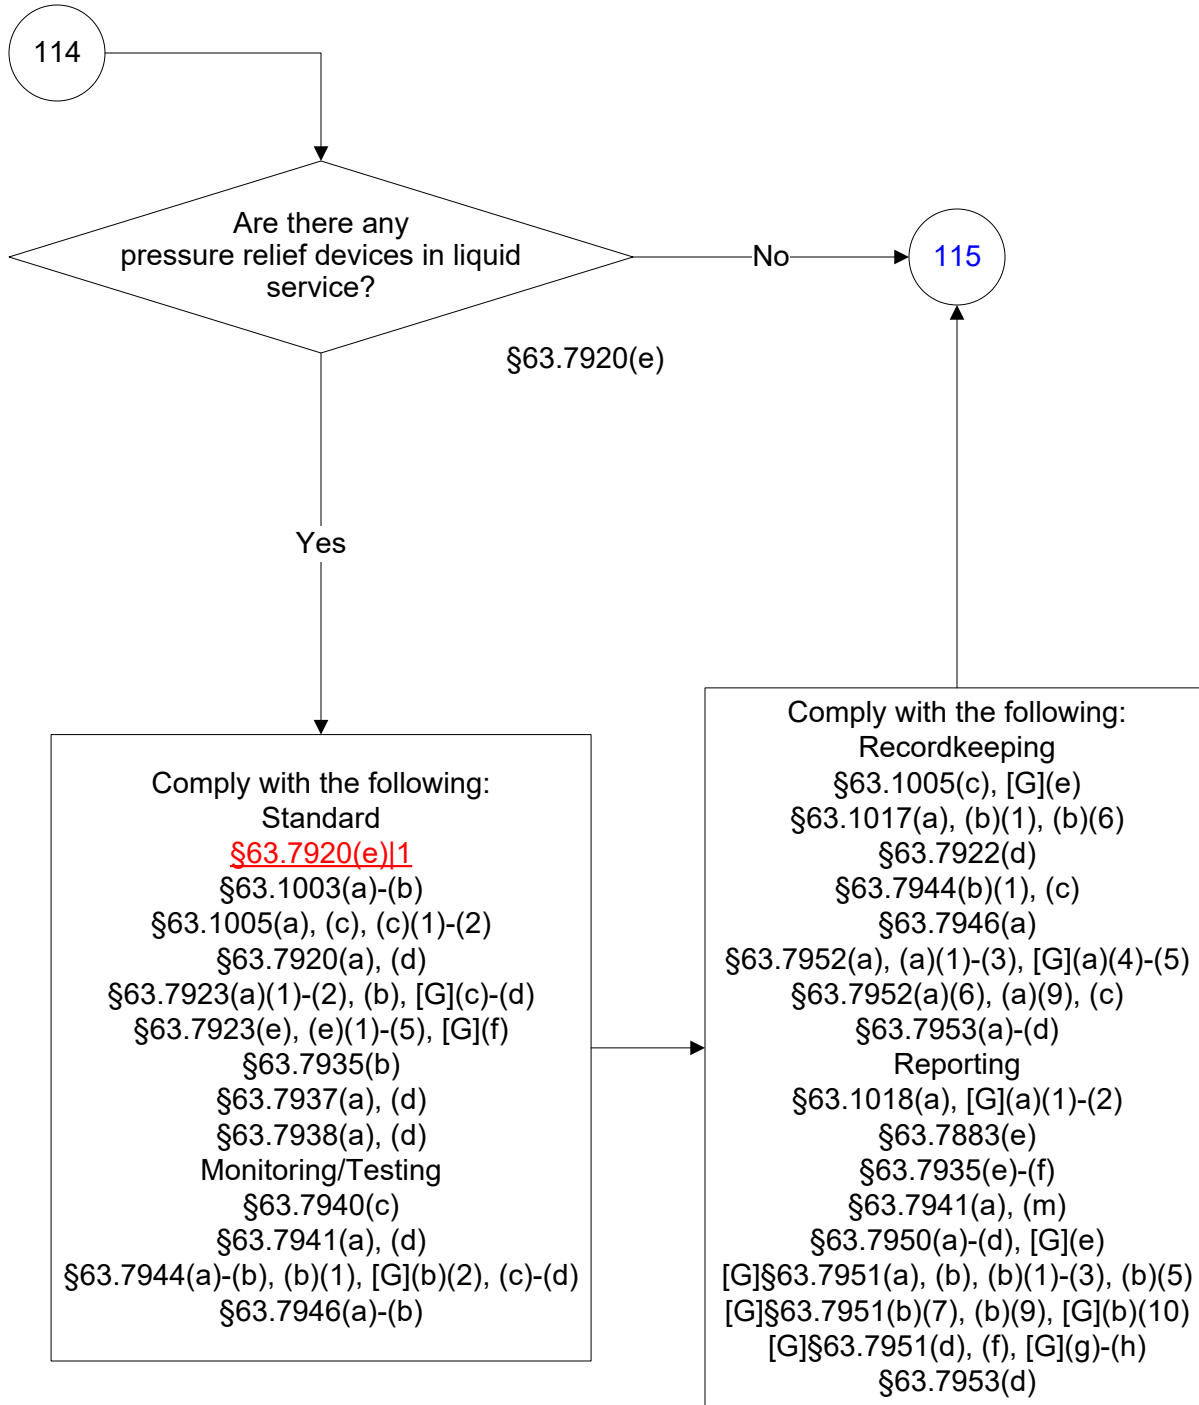 114
Are there any
pressure relief devices in liquid
service?
No
115
§63.7920(e)
Yes
Comply with the following:
Standard
§63.7920(e)|1
§63.1003(a)-(b)
§63.1005(a), (c), (c)(1)-(2)
§63.7920(a), (d)
§63.7923(a)(1)-(2), (b), [G](c)-(d)
§63.7923(e), (e)(1)-(5), [G](f)
§63.7935(b)
§63.7937(a), (d)
§63.7938(a), (d)
Monitoring/Testing
§63.7940(c)
§63.7941(a), (d)
§63.7944(a)-(b), (b)(1), [G](b)(2), (c)-(d)
§63.7946(a)-(b)
Comply with the following:
Recordkeeping
§63.1005(c), [G](e)
§63.1017(a), (b)(1), (b)(6)
§63.7922(d)
§63.7944(b)(1), (c)
§63.7946(a)
§63.7952(a), (a)(1)-(3), [G](a)(4)-(5)
§63.7952(a)(6), (a)(9), (c)
§63.7953(a)-(d)
Reporting
§63.1018(a), [G](a)(1)-(2)
§63.7883(e)
§63.7935(e)-(f)
§63.7941(a), (m)
§63.7950(a)-(d), [G](e)
[G]§63.7951(a), (b), (b)(1)-(3), (b)(5)
[G]§63.7951(b)(7), (b)(9), [G](b)(10)
[G]§63.7951(d), (f), [G](g)-(h)
§63.7953(d)